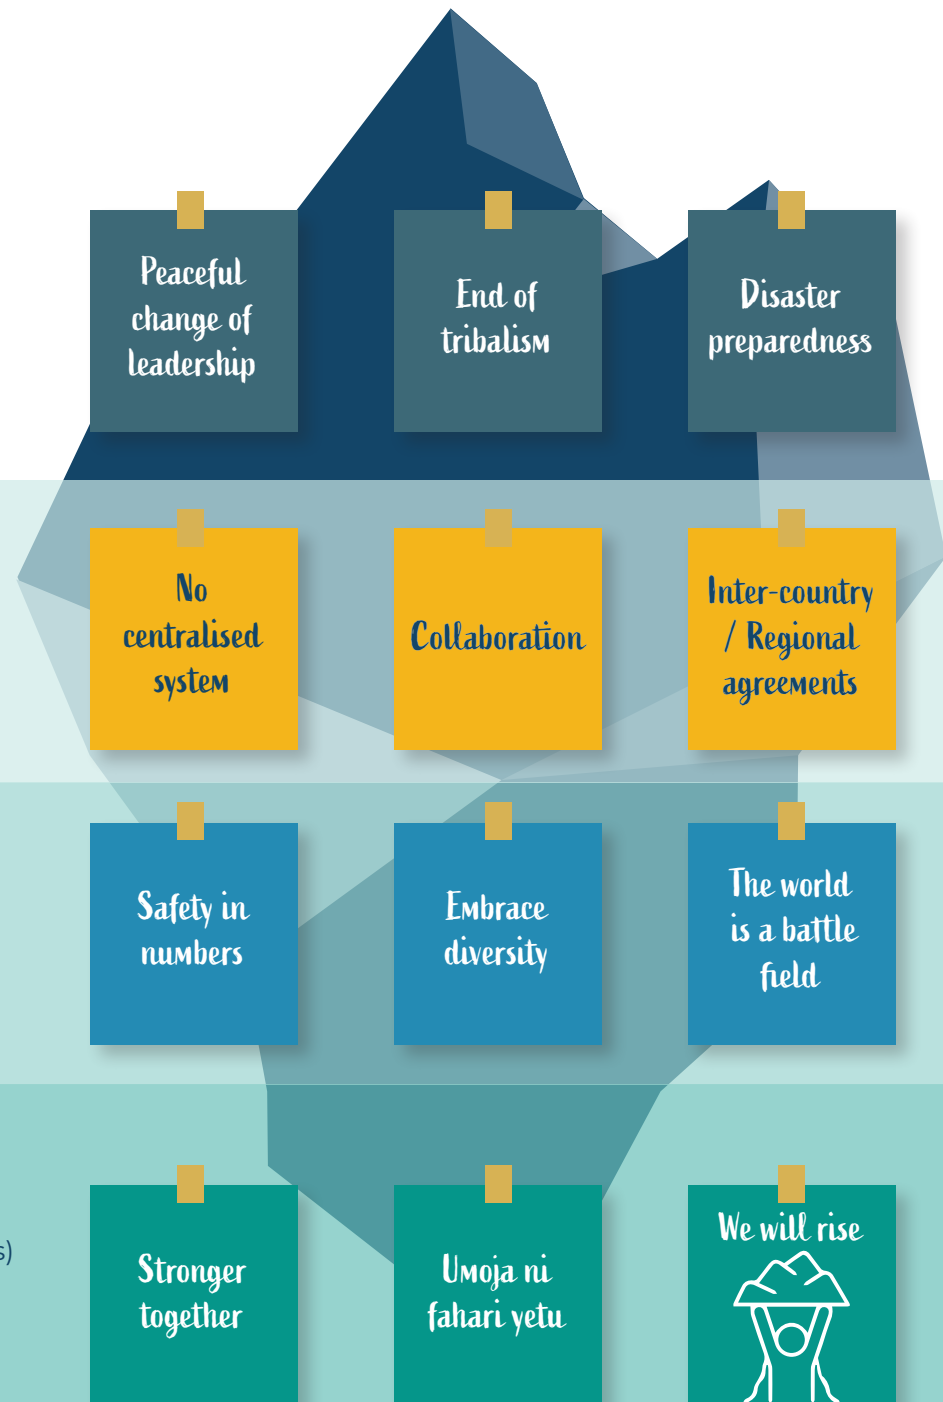 Peaceful
change of
leadership
End of
tribalism
Disaster
preparedness
No
centralised
system
Collaboration
Inter-country
/ Regional
agreements
Safety in
numbers
Embrace
diversity
The world
is a battle
field
s)
Stronger
together
Umoja ni
fahari yetu
We will rise